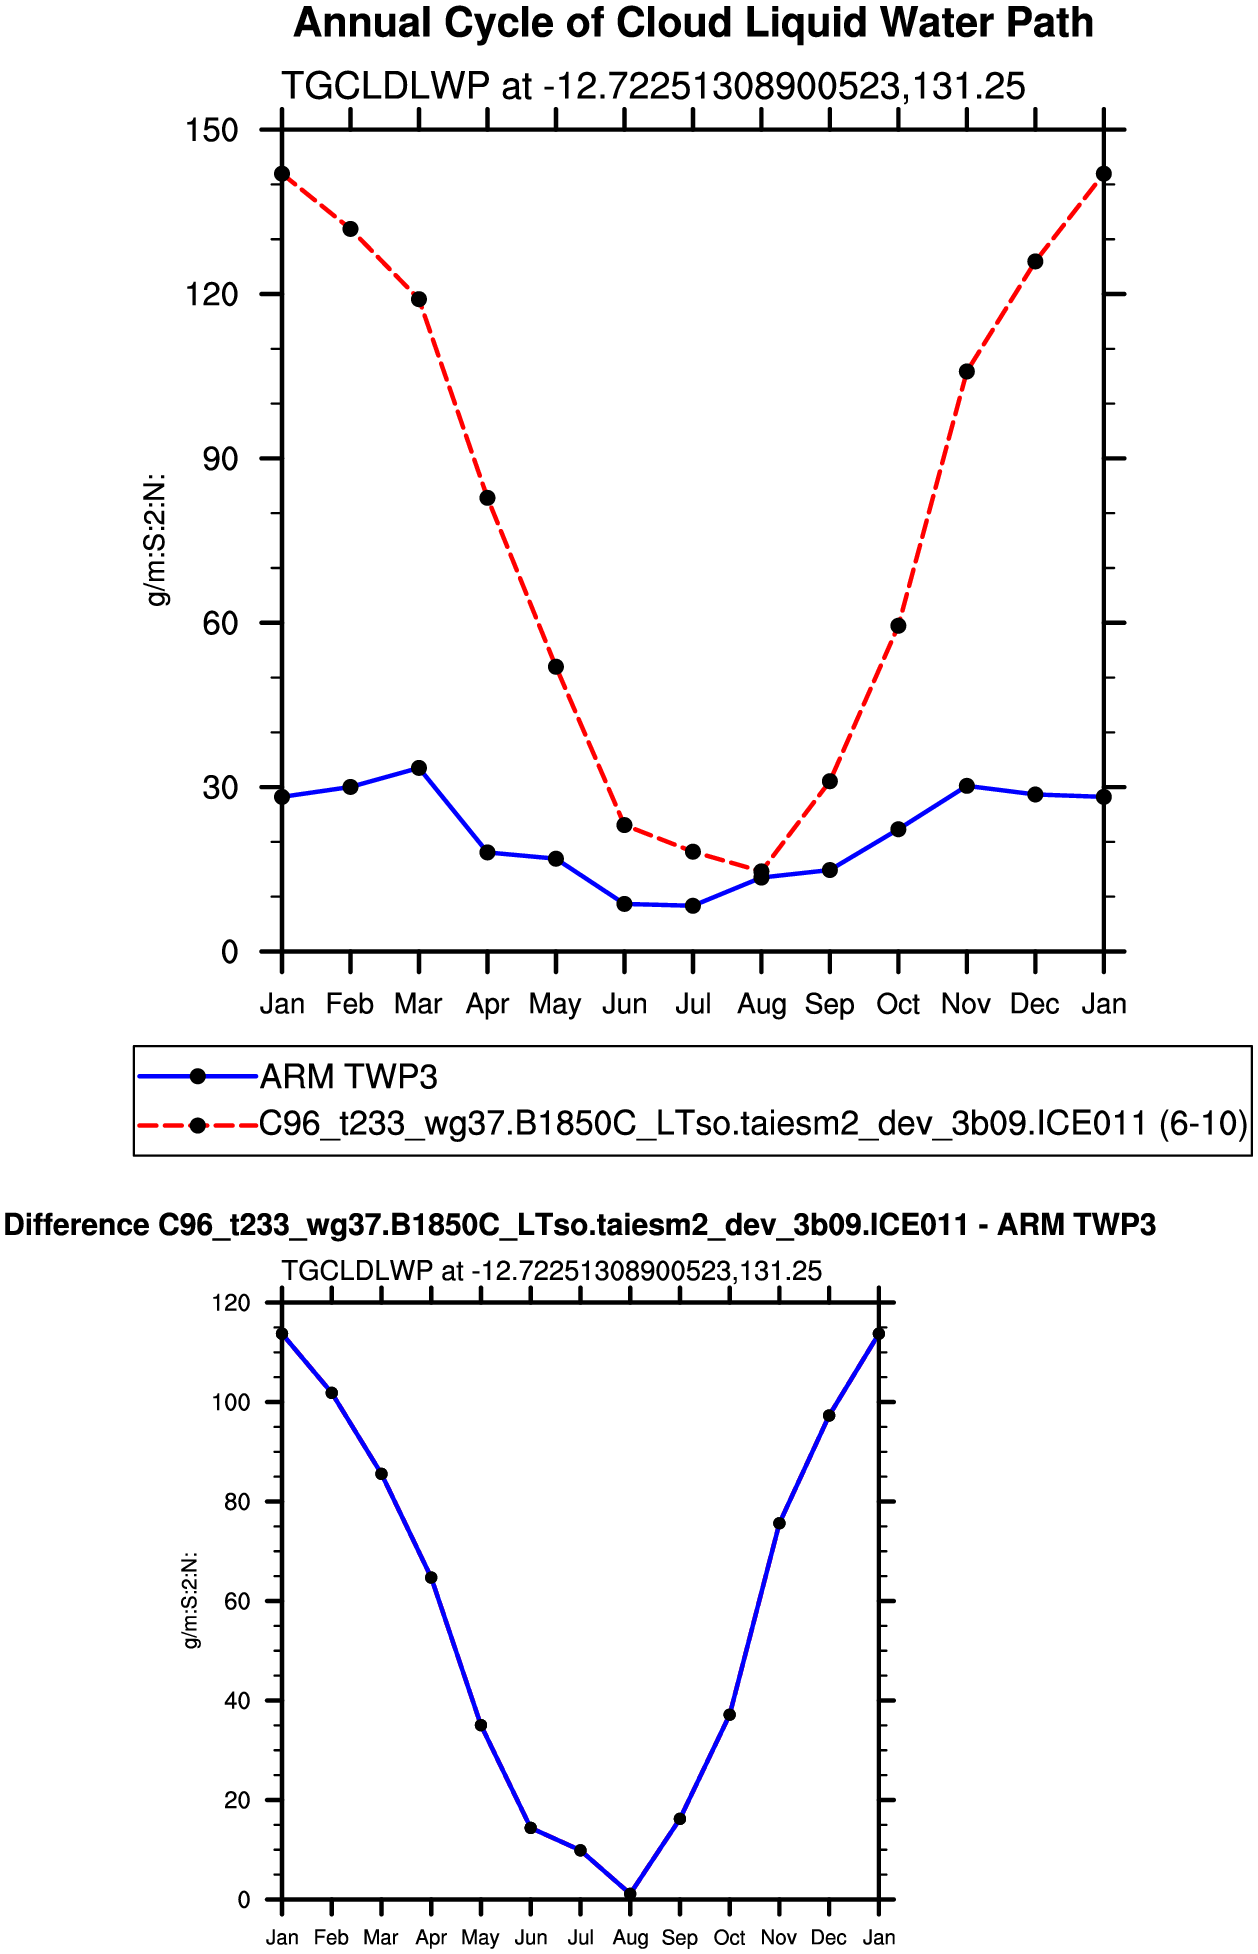 Annual Cycle of Cloud Liquid Water Path
TGCLDLWP at -12.72251308900523,131.25
150
120
90
60
30
0
g/m:S:2:N:
Jan Feb Mar Apr May Jun Jul Aug Sep Oct Nov Dec Jan
ARM TWP3
C96_t233_wg37.B1850C_LTso.taiesm2_dev_3b09.ICE011 (6-10)
Difference C96_t233_wg37.B1850C_LTso.taiesm2_dev_3b09.ICE011 - ARM TWP3
TGCLDLWP at -12.72251308900523,131.25
120
100
80
60
40
20
0
g/m:S:2:N:
Jan Feb Mar Apr May Jun Jul Aug Sep Oct Nov Dec Jan